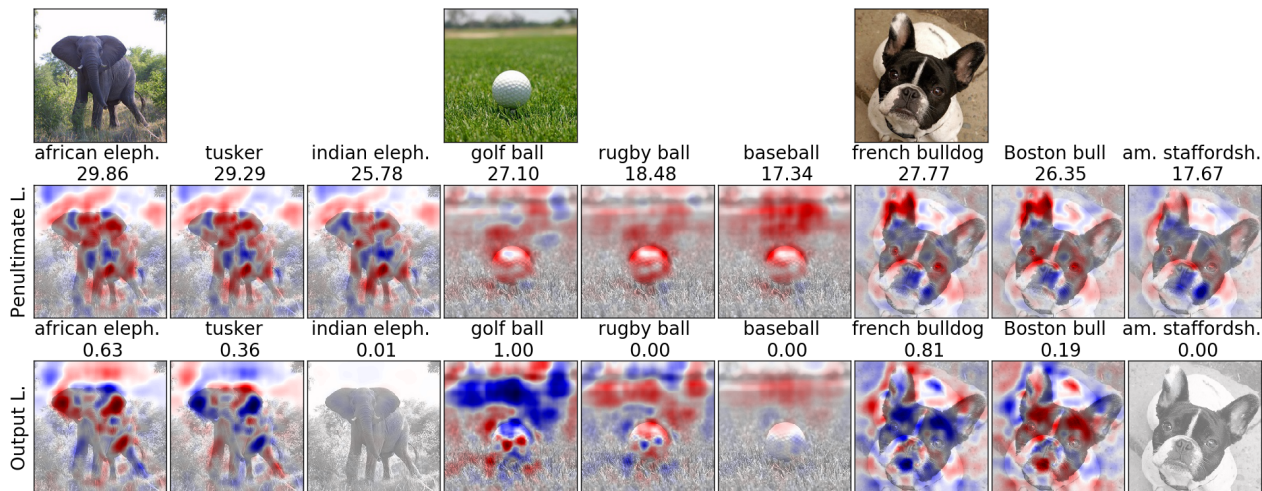 african eleph. tusker indian eleph. golf ball rugby ball baseball french bulldog Boston bull am. staffordsh.
29.86 29.29 25.78 27.10 18.48 17.34 27.77 26.35 17.67
Penultimate L.
african eleph. tusker indian eleph. golf ball rugby ball baseball french bulldog Boston bull am. staffordsh.
0.63 0.36 0.01 1.00 0.00 0.00 0.81 0.19 0.00
Output L.